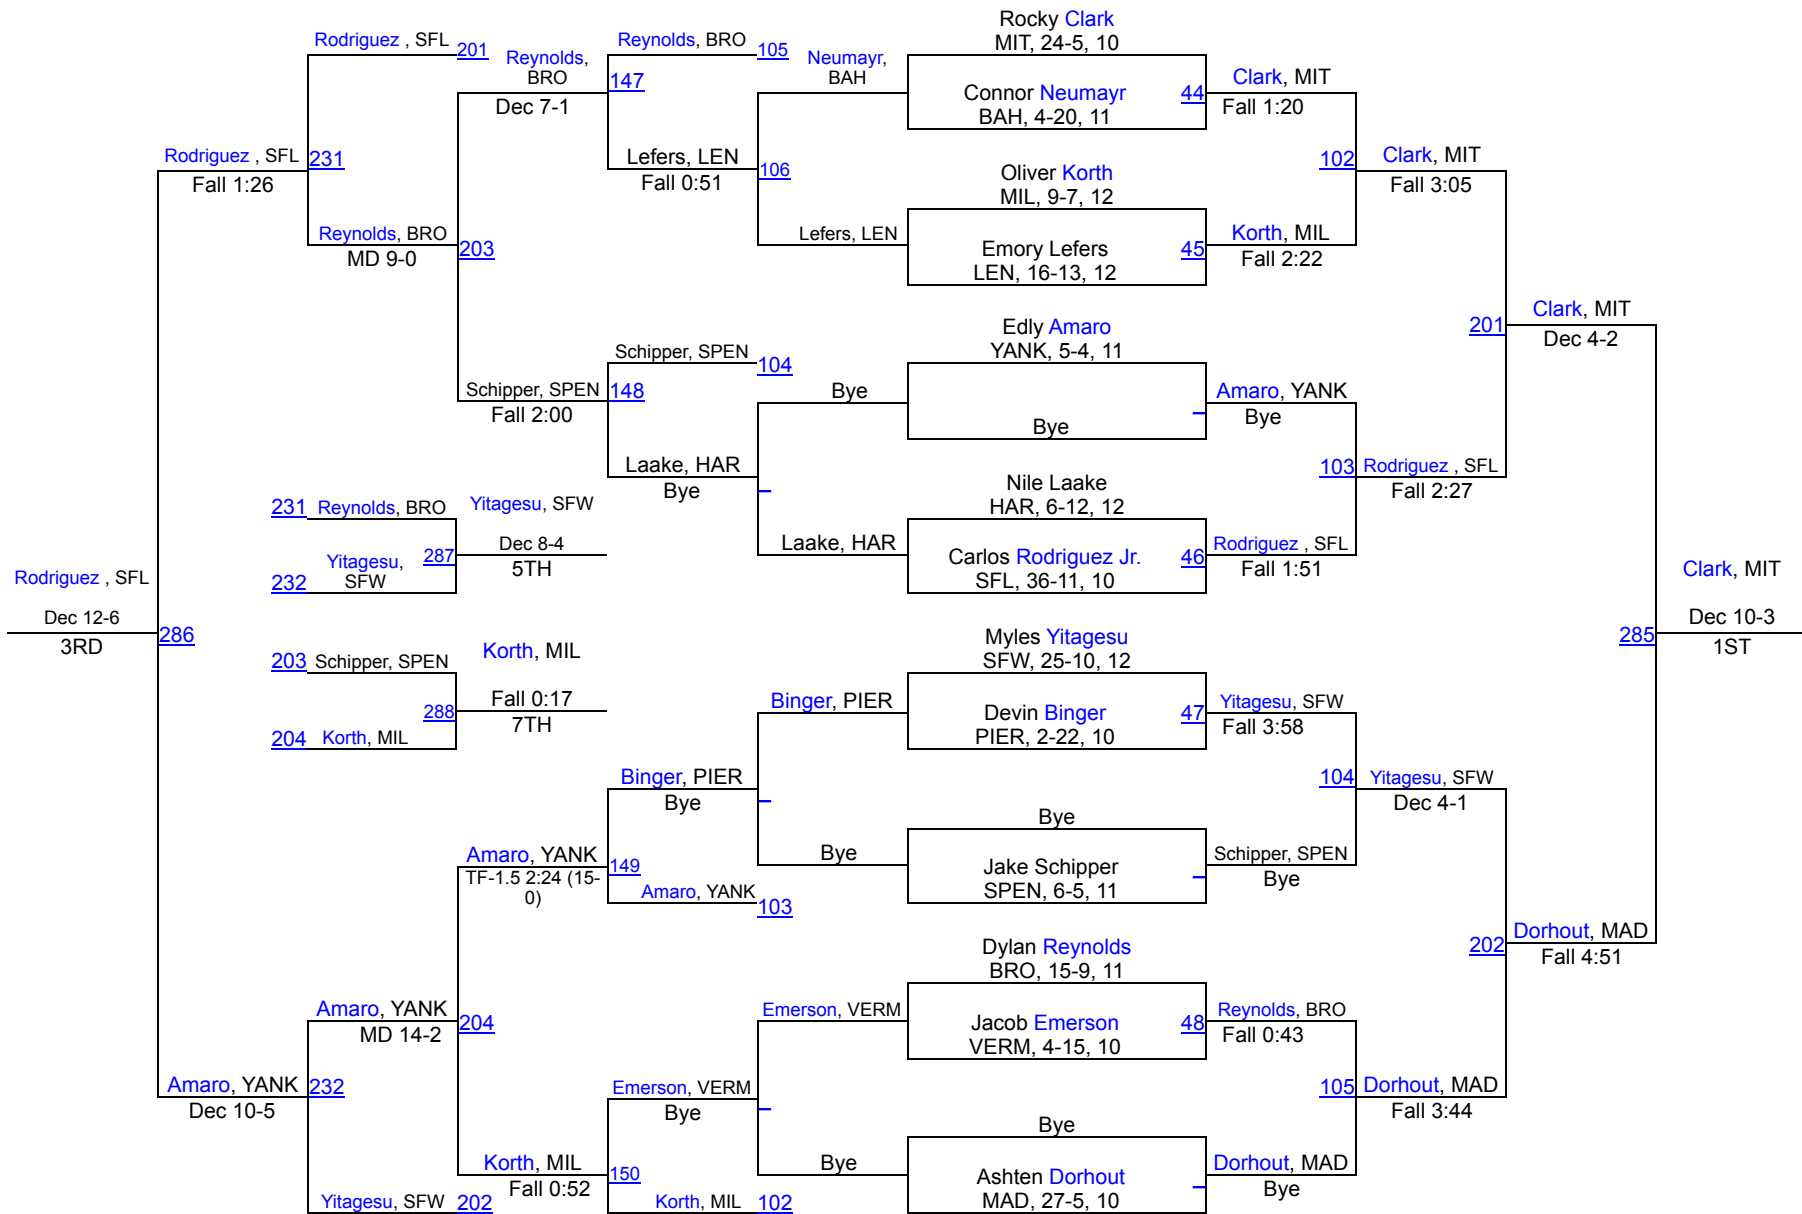 Rocky Clark
MIT, 24-5, 10
Connor Neumayr
BAH, 4-20, 11
44
Clark, MIT
Fall 1:20
Oliver Korth
MIL, 9-7, 12
Emory Lefers
LEN, 16-13, 12
45
Korth, MIL
Fall 2:22
102
Clark, MIT
Fall 3:05
Edly Amaro
YANK, 5-4, 11
Bye
Amaro, YANK
Bye
Nile Laake
HAR, 6-12, 12
Carlos Rodriguez Jr.
SFL, 36-11, 10
46
Rodriguez , SFL
Fall 1:51
103
Rodriguez , SFL
Fall 2:27
201
Clark, MIT
Dec 4-2
Myles Yitagesu
SFW, 25-10, 12
Devin Binger
PIER, 2-22, 10
47
Yitagesu, SFW
Fall 3:58
Bye
Jake Schipper
SPEN, 6-5, 11
Schipper, SPEN
Bye
104
Yitagesu, SFW
Dec 4-1
Dylan Reynolds
BRO, 15-9, 11
Jacob Emerson
VERM, 4-15, 10
48
Reynolds, BRO
Fall 0:43
Bye
Ashten Dorhout
MAD, 27-5, 10
Dorhout, MAD
Bye
105
Dorhout, MAD
Fall 3:44
202
Dorhout, MAD
Fall 4:51
285
Clark, MIT
Dec 10-3
1ST
Neumayr,
BAH
Lefers, LEN
106
Lefers, LEN
Fall 0:51
Reynolds, BRO
105
147
Reynolds,
BRO
Dec 7-1
Bye
Laake, HAR
Laake, HAR
Bye
Schipper, SPEN
104
148
Schipper, SPEN
Fall 2:00
203
Reynolds, BRO
MD 9-0
Rodriguez , SFL
201
231
Rodriguez , SFL
Fall 1:26
Binger, PIER
Bye
Binger, PIER
Bye
Amaro, YANK
103
149
Amaro, YANK
TF-1.5 2:24 (15-
0)
Emerson, VERM
Bye
Emerson, VERM
Bye
Korth, MIL
102
150
Korth, MIL
Fall 0:52
204
Amaro, YANK
MD 14-2
Yitagesu, SFW
202
232
Amaro, YANK
Dec 10-5
286
Rodriguez , SFL
Dec 12-6
3RD
231
Reynolds, BRO
232
Yitagesu,
SFW
287
Yitagesu, SFW
Dec 8-4
5TH
203
Schipper, SPEN
204
Korth, MIL
288
Korth, MIL
Fall 0:17
7TH